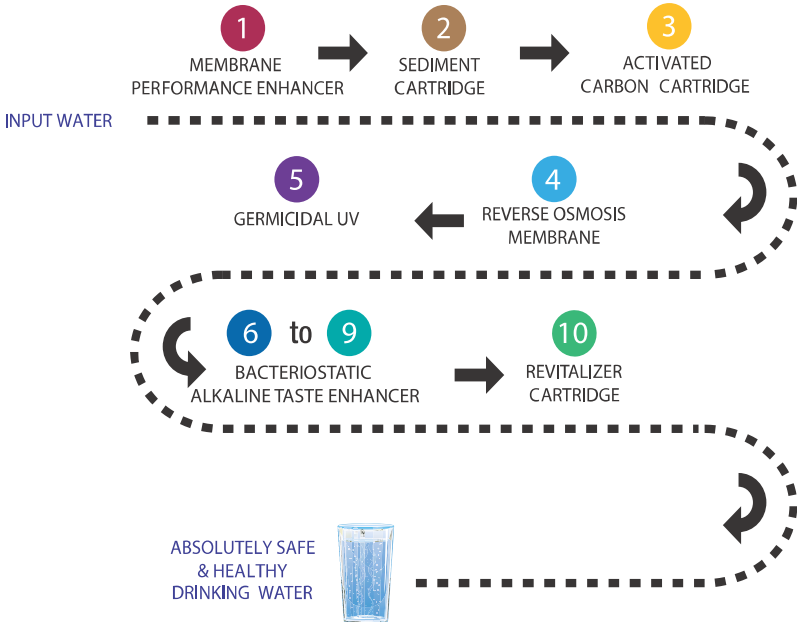 1
MEMBRANE
PERFORMANCE ENHANCER
2
SEDIMENT
CARTRIDGE
3
ACTIVATED
CARBON CARTRIDGE
INPUT WATER
5
GERMICIDAL UV
4
REVERSE OSMOSIS
MEMBRANE
6 to 9
BACTERIOSTATIC
ALKALINE TASTE ENHANCER
10
REVITALIZER
CARTRIDGE
ABSOLUTELY SAFE
& HEALTHY
DRINKING WATER